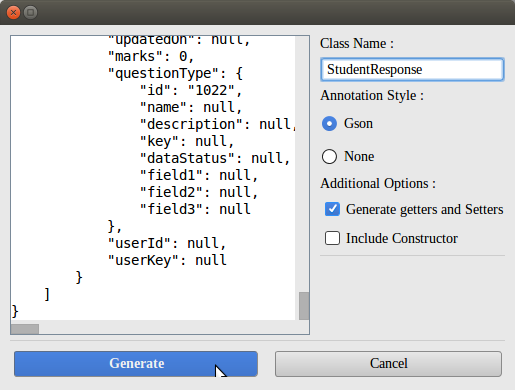 "updatedOn": null,
"marks": 0,
"questionType": {
"id": "1022",
"name": null,
"description": null,
"key": null,
"dataStatus": null,
"field1": null,
"field2": null,
"field3": null
},
"userId": null,
"userKey": null
}
]
}
Class Name :
StudentResponse
Annotation Style :
Gson
None
Additional Options :
Generate getters and Setters
Include Constructor
Generate
Cancel